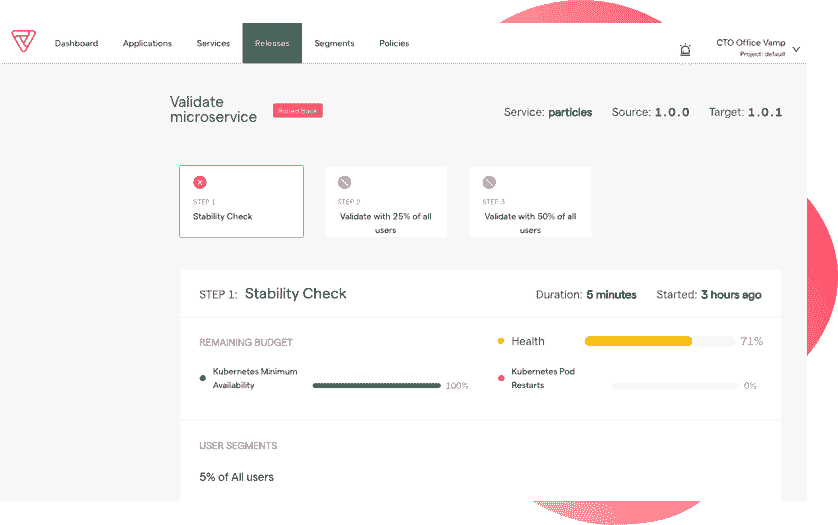 Dashboard
Applications
Services
Releases
Segments
Policies
CTO Office Vamp
Project: default
Validate
microservice
Rolled Back
Service: particles
Source: 1.0.0
Target: 1.0.1
STEP 1
Stability Check
STEP 2
Validate with 25% of all
users
STEP 3
Validate with 50% of all
users
STEP 1: Stability Check
Duration: 5 minutes
Started: 3 hours ago
REMAINING BUDGET
Health
71%
Kubernetes Minimum
Availability
100%
Kubernetes Pod
Restarts
0%
USER SEGMENTS
5% of All users